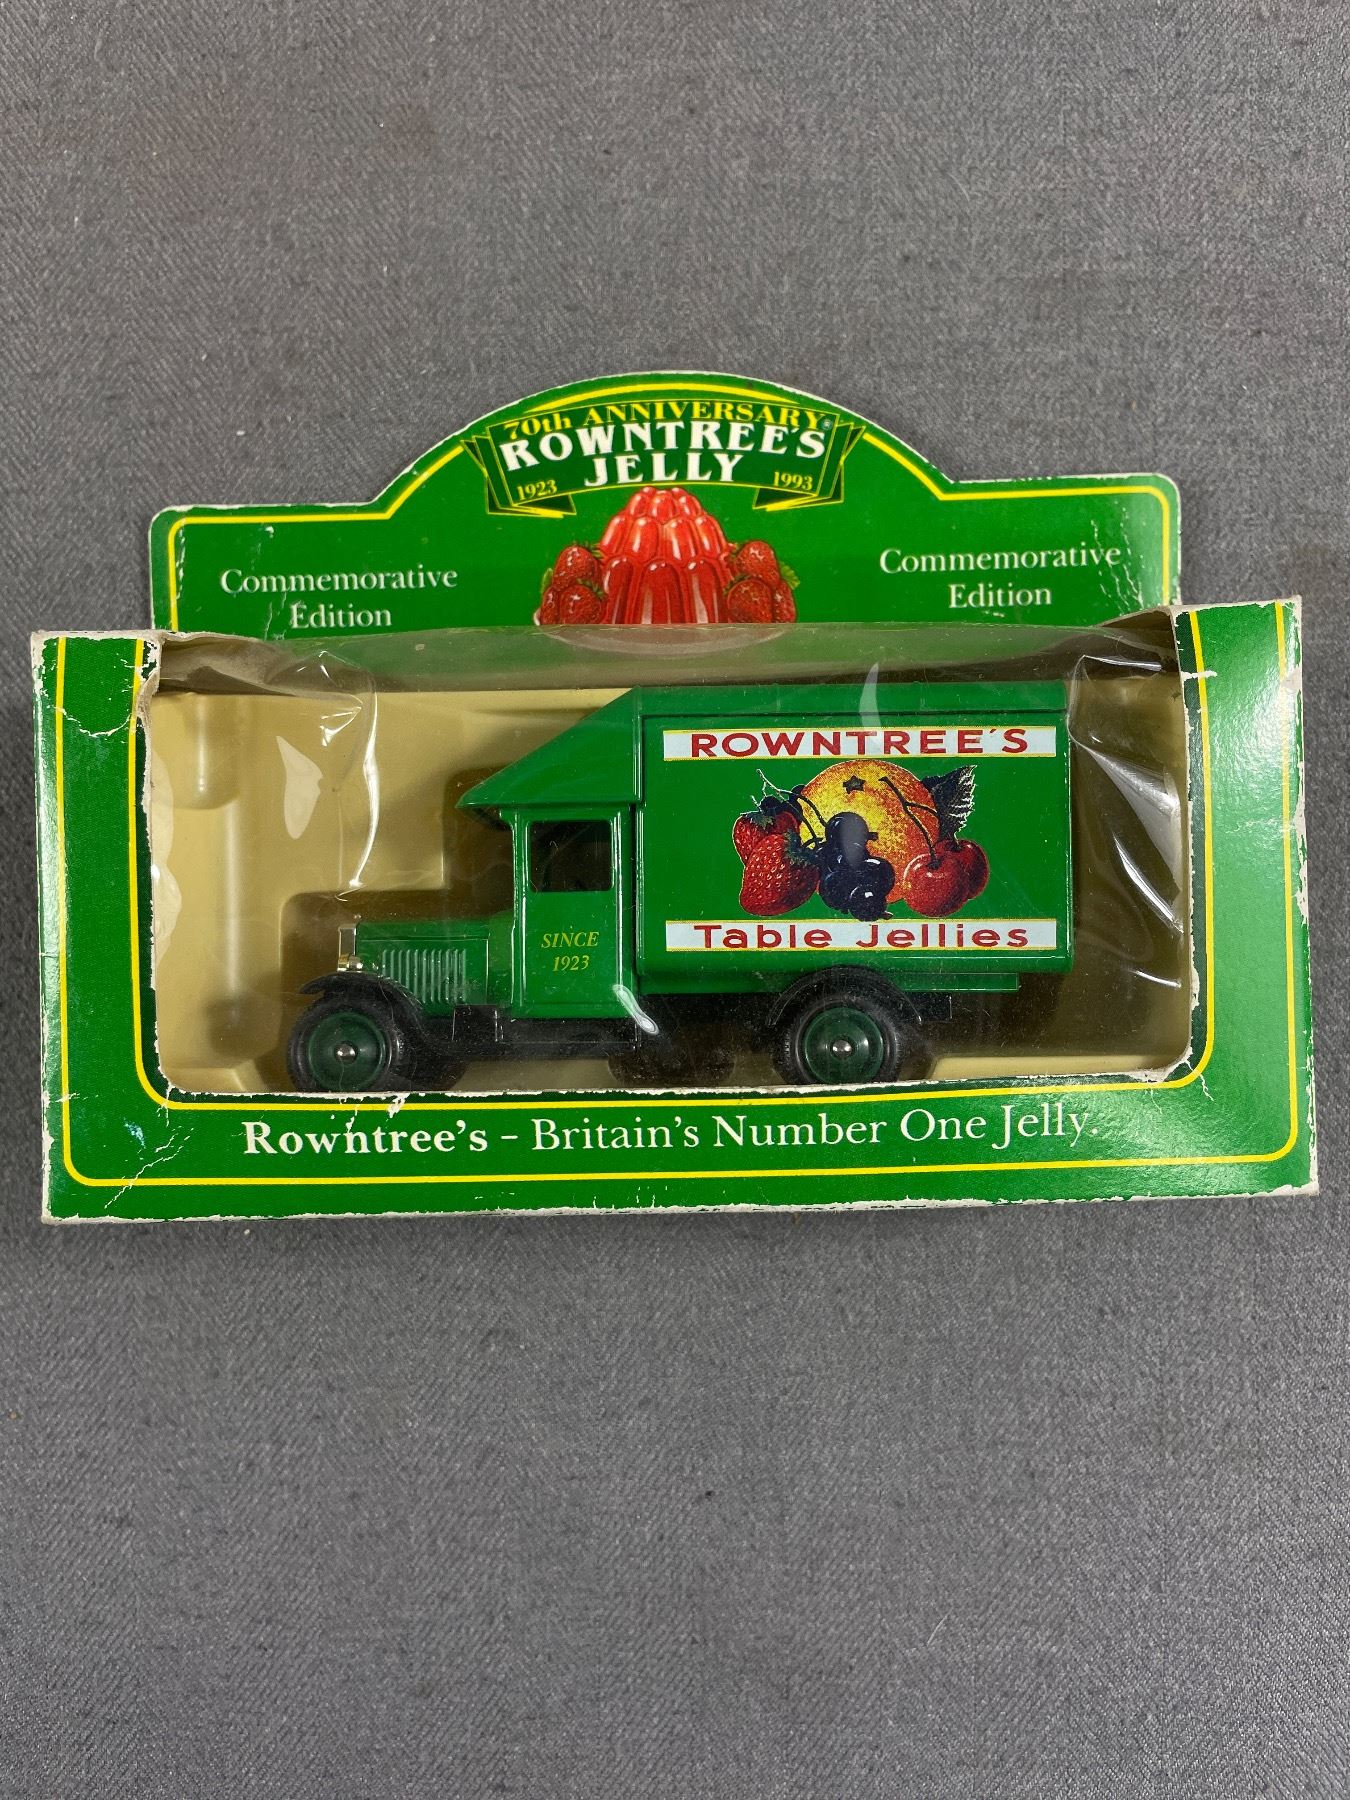 70th ANNIVERSARY
ROWNTREE'S®
JELLY
1923 1993
Commemorative
Edition
Commemorative
Edition
ROWNTREE'S
Table Jellies
SINCE
1923
Rowntree's – Britain's Number One Jelly.